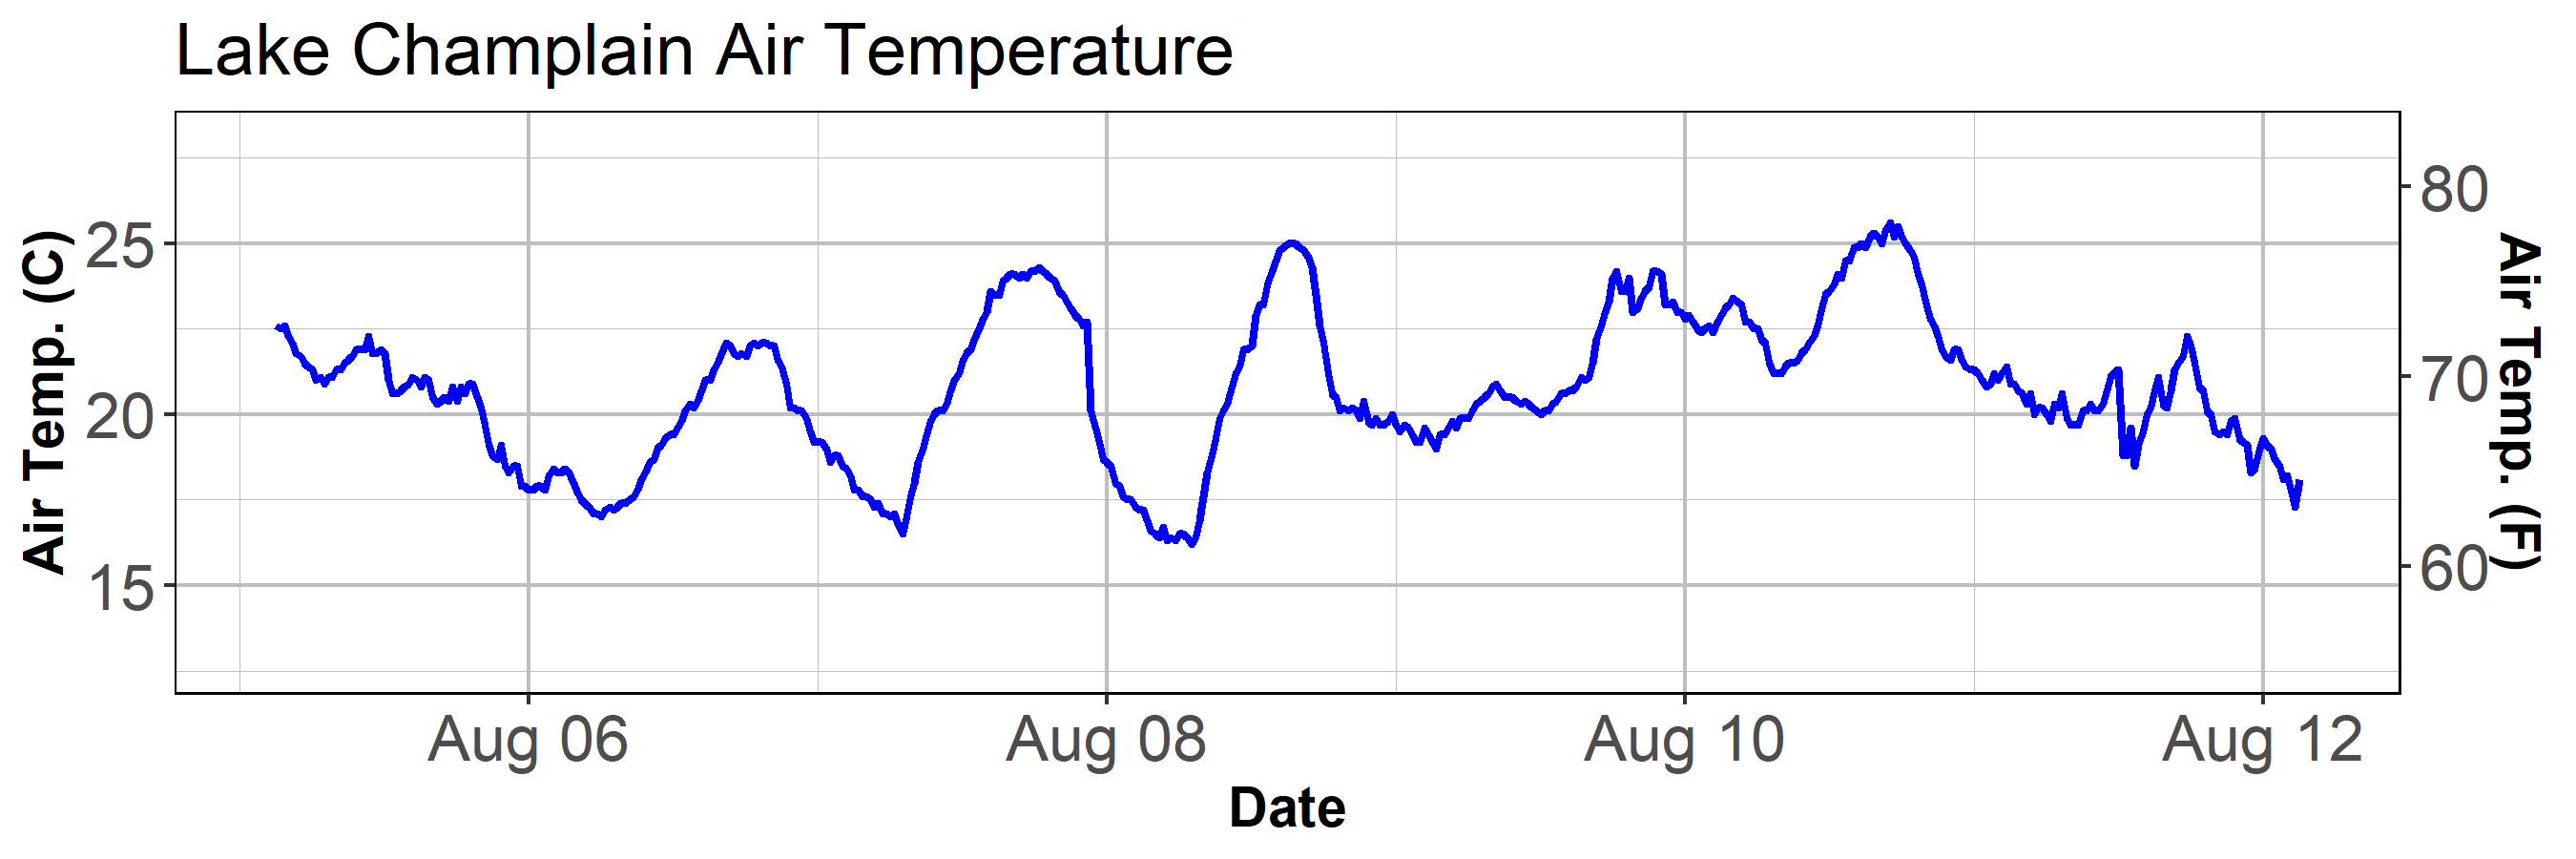 Lake Champlain Air Temperature
Air Temp. (C)
25
20
15
80
70
60
Air Temp. (F)
Aug 06
Aug 08
Aug 10
Aug 12
Date